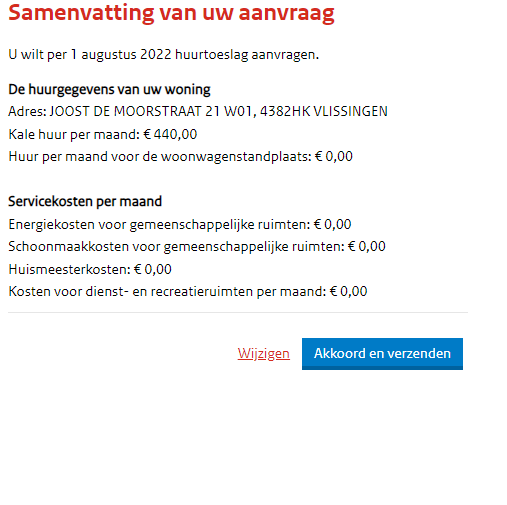 Samenvatting van uw aanvraag
U wilt per 1 augustus 2022 huurtoeslag aanvragen.
De huurgegevens van uw woning
Adres: JOOST DE MOORSTRAAT 21 W01, 4382HK VLISSINGEN
Kale huur per maand: € 440,00
Huur per maand voor de woonwagenstandplaats: € 0,00
Servicekosten per maand
Energiekosten voor gemeenschappelijke ruimten: € 0,00
Schoonmaakkosten voor gemeenschappelijke ruimten: € 0,00
Huismeesterkosten: € 0,00
Kosten voor dienst- en recreatieruimten per maand: € 0,00
Wijzigen Akkoord en verzenden